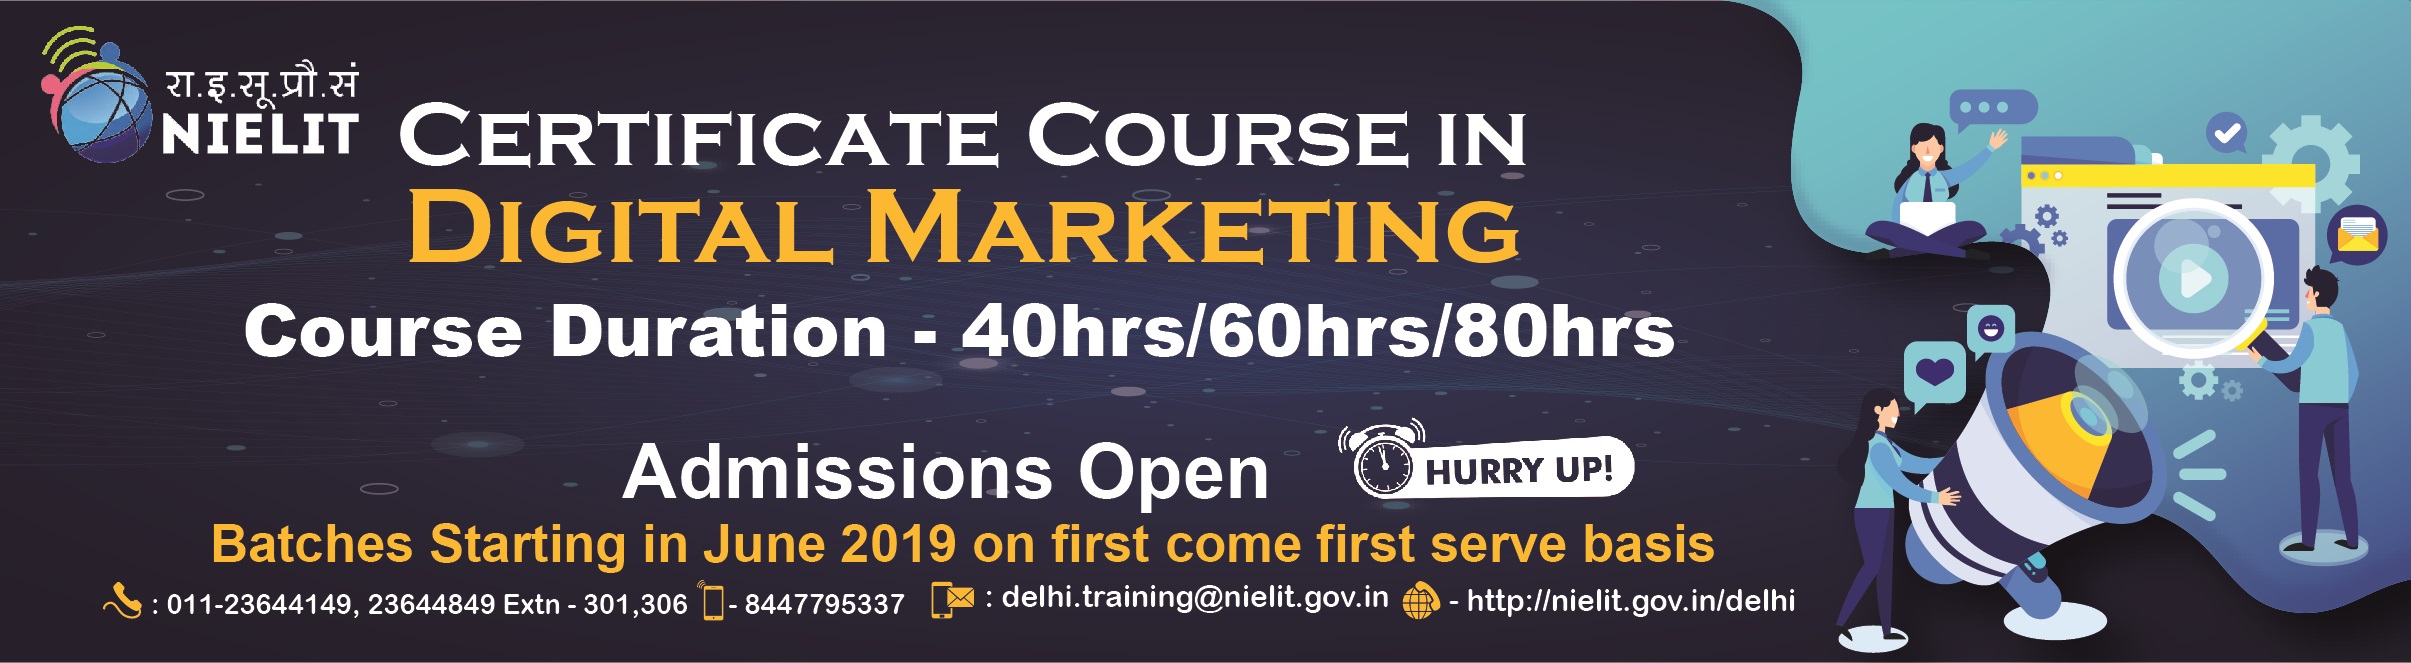 रा.इ.सू.प्रौ.सं
NIELIT
CERTIFICATE COURSE IN
DIGITAL MARKETING
Course Duration - 40hrs/60hrs/80hrs
Admissions Open HURRY UP!
Batches Starting in June 2019 on first come first serve basis
: 011-23644149, 23644849 Extn - 301,306 - 8447795337 : delhi.training@nielit.gov.in - http://nielit.gov.in/delhi